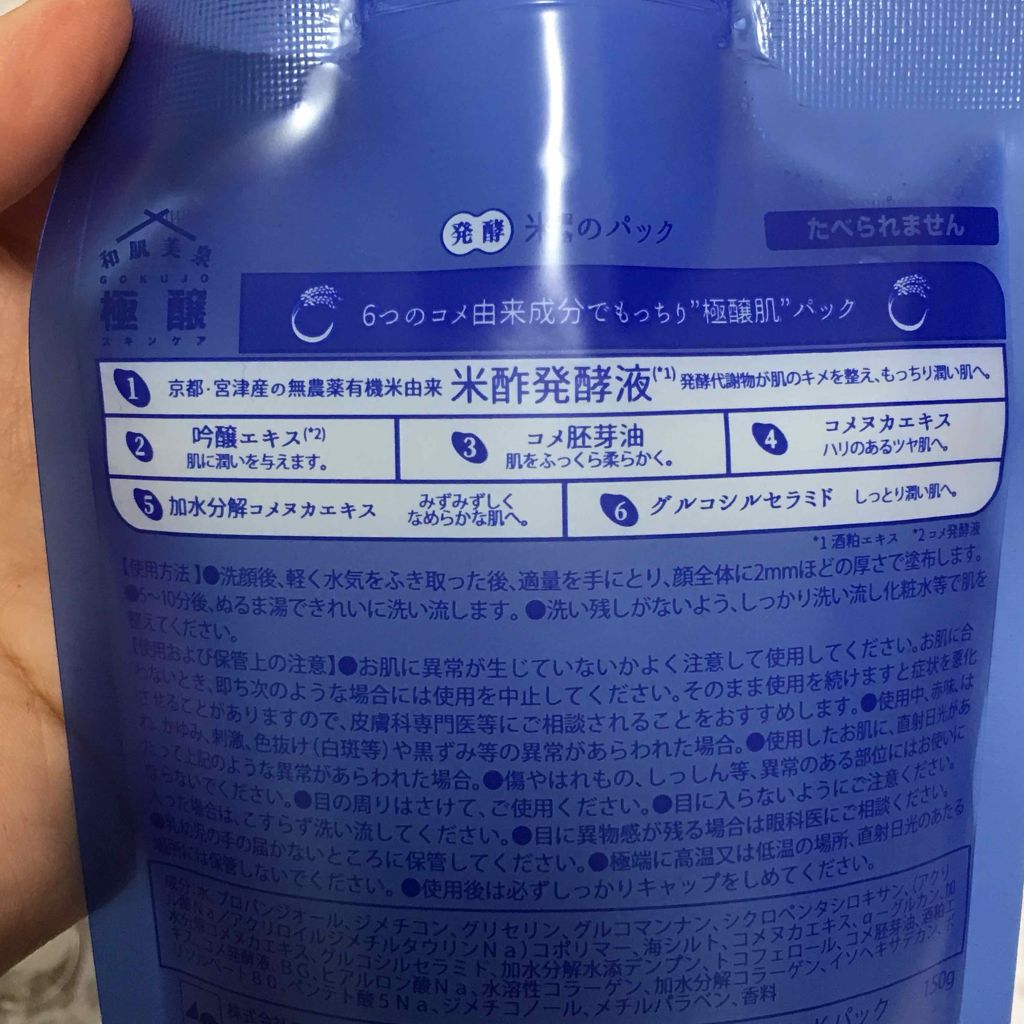 和肌美泉
GOKUJO
極醸
スキンケア
発酵 米のパック
たべられません
6つのコメ由来成分でもっちり”極醸肌”パック
1 京都・宮津産の無農薬有機米由来 米酢発酵液(*1) 発酵代謝物が肌のキメを整え、もっちり潤い肌へ。
2 吟醸エキス(*2)
肌に潤いを与えます。
3 コメ胚芽油
肌をふっくら柔らかく。
4 コメヌカエキス
ハリのあるツヤ肌へ。
5 加水分解コメヌカエキス みずみずしく
なめらかな肌へ。
6 グルコシルセラミド しっとり潤い肌へ。
*1 酒粕エキス *2 コメ発酵液
【使用方法】●洗顔後、軽く水気をふき取った後、適量を手にとり、顔全体に2mmほどの厚さで塗布します。
●5〜10分後、ぬるま湯できれいに洗い流します。●洗い残しがないよう、しっかり洗い流し化粧水等で肌を
整えてください。
【使用および保管上の注意】●お肌に異常が生じていないかよく注意して使用してください。お肌に合
わないとき、即ち次のような場合には使用を中止してください。そのまま使用を続けますと症状を悪化
させることがありますので、皮膚科専門医等にご相談されることをおすすめします。●使用中、赤味、は
れ、かゆみ、刺激、色抜け(白斑等)や黒ずみ等の異常があらわれた場合。●使用したお肌に、直射日光があ
たって上記のような異常があらわれた場合。●傷やはれもの、しっしん等、異常のある部位にはお使いに
ならないでください。●目の周りはさけて、ご使用ください。●目に入らないようにご注意ください。
入った場合は、こすらず洗い流してください。●目に異物感が残る場合は眼科医にご相談ください。
●乳幼児の手の届かないところに保管してください。●極端に高温又は低温の場所、直射日光のあたる
場所には保管しないでください。●使用後は必ずしっかりキャップをしめてください。
成分:水、プロパンジオール、ジメチコン、グリセリン、グルコマンナン、シクロペンタシロキサン、(アクリ
ル酸Na/アクリロイルジメチルタウリンNa)コポリマー、海シルト、コメヌカエキス、α-グルカン、加
水分解コメヌカエキス、グルコシルセラミド、加水分解水添デンプン、トコフェロール、コメ胚芽油、酒粕エ
キス、コメ発酵液、BG、ヒアルロン酸Na、水溶性コラーゲン、加水分解コラーゲン、イソヘキサデカン、ポ
リソルベート80、ペンテト酸5Na、ジメチコノール、メチルパラベン、香料
150g
株式会社
パック